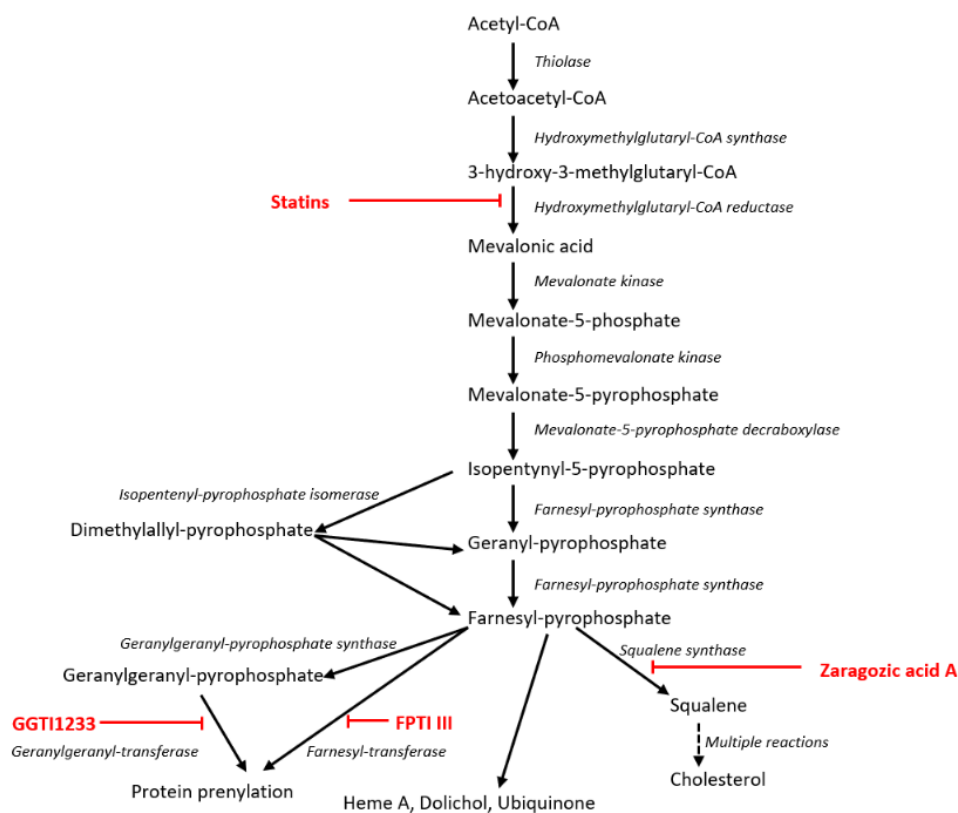 Acetyl-CoA
Thiolase
Acetoacetyl-CoA
Hydroxymethylglutaryl-CoA synthase
3-hydroxy-3-methylglutaryl-CoA
Statins
Hydroxymethylglutaryl-CoA reductase
Mevalonic acid
Mevalonate kinase
Mevalonate-5-phosphate
Phosphomevalonate kinase
Mevalonate-5-pyrophosphate
Mevalonate-5-pyrophosphate decraboxylase
Isopentynyl-5-pyrophosphate
Isopentenyl-pyrophosphate isomerase
Farnesyl-pyrophosphate synthase
Dimethylallyl-pyrophosphate
Geranyl-pyrophosphate
Farnesyl-pyrophosphate synthase
Farnesyl-pyrophosphate
Geranylgeranyl-pyrophosphate synthase
Squalene synthase
Geranylgeranyl-pyrophosphate
Zaragozic acid A
Squalene
GGTI1233
FPTI III
Geranylgeranyl-transferase
Farnesyl-transferase
Multiple reactions
Cholesterol
Protein prenylation
Heme A, Dolichol, Ubiquinone